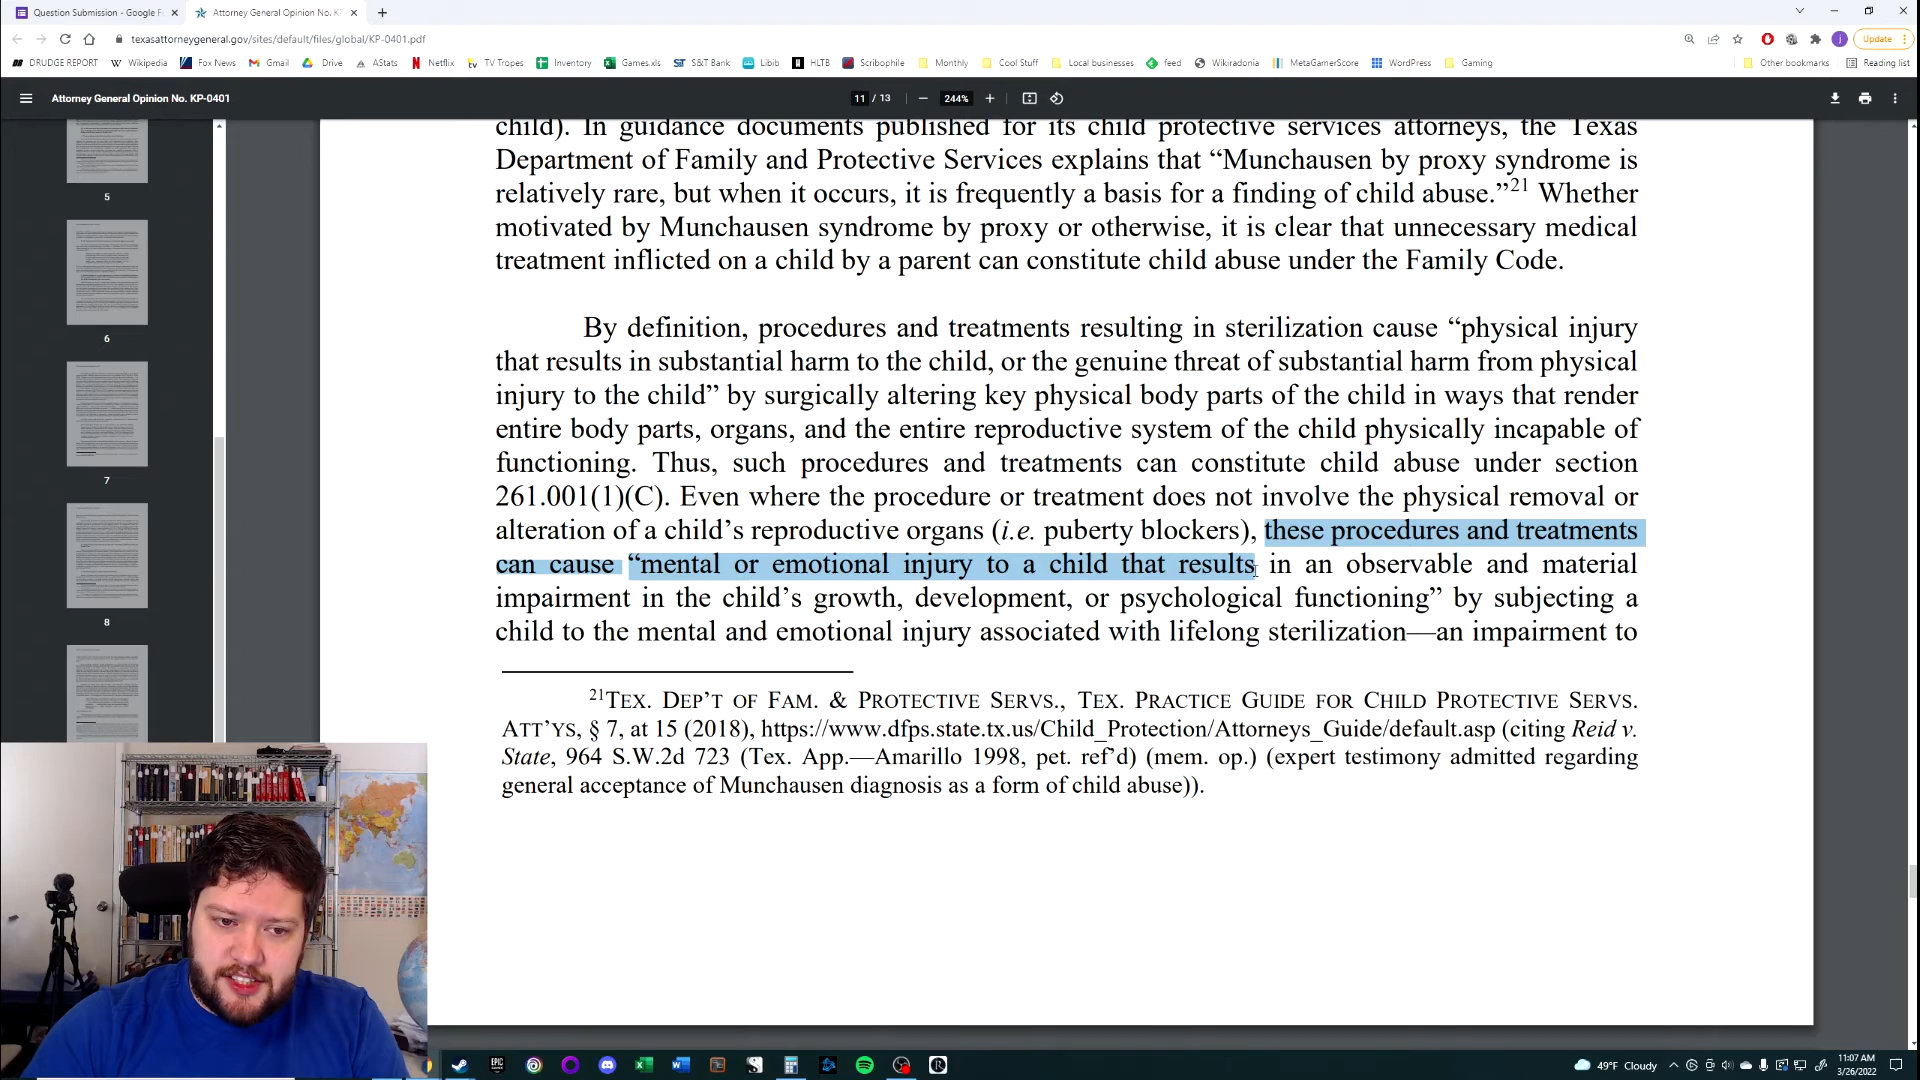 Question Submission - Google F
Attorney General Opinion No. K
texasattorneygeneral.gov/sites/default/files/global/KP-0401.pdf
Update
DRUDGE REPORT
Wikipedia
Fox News
Gmail
Drive
AStats
Netflix
TV Tropes
Inventory
Games.xls
S&T Bank
Libib
HLTB
Scribophile
Monthly
Cool Stuff
Local businesses
feed
Wikiradonia
MetaGamerScore
WordPress
Gaming
Other bookmarks
Reading list
Attorney General Opinion No. KP-0401
11 / 13
244%
5
6
7
8
child). In guidance documents published for its child protective services attorneys, the Texas
Department of Family and Protective Services explains that “Munchausen by proxy syndrome is
relatively rare, but when it occurs, it is frequently a basis for a finding of child abuse.”21 Whether
motivated by Munchausen syndrome by proxy or otherwise, it is clear that unnecessary medical
treatment inflicted on a child by a parent can constitute child abuse under the Family Code.
By definition, procedures and treatments resulting in sterilization cause “physical injury
that results in substantial harm to the child, or the genuine threat of substantial harm from physical
injury to the child” by surgically altering key physical body parts of the child in ways that render
entire body parts, organs, and the entire reproductive system of the child physically incapable of
functioning. Thus, such procedures and treatments can constitute child abuse under section
261.001(1)(C). Even where the procedure or treatment does not involve the physical removal or
alteration of a child’s reproductive organs (i.e. puberty blockers), these procedures and treatments
can cause “mental or emotional injury to a child that results in an observable and material
impairment in the child’s growth, development, or psychological functioning” by subjecting a
child to the mental and emotional injury associated with lifelong sterilization—an impairment to
21TEX. DEP’T OF FAM. & PROTECTIVE SERVS., TEX. PRACTICE GUIDE FOR CHILD PROTECTIVE SERVS.
ATT’YS, § 7, at 15 (2018), https://www.dfps.state.tx.us/Child_Protection/Attorneys_Guide/default.asp (citing Reid v.
State, 964 S.W.2d 723 (Tex. App.—Amarillo 1998, pet. ref’d) (mem. op.) (expert testimony admitted regarding
general acceptance of Munchausen diagnosis as a form of child abuse)).
49°F Cloudy
11:07 AM
3/26/2022